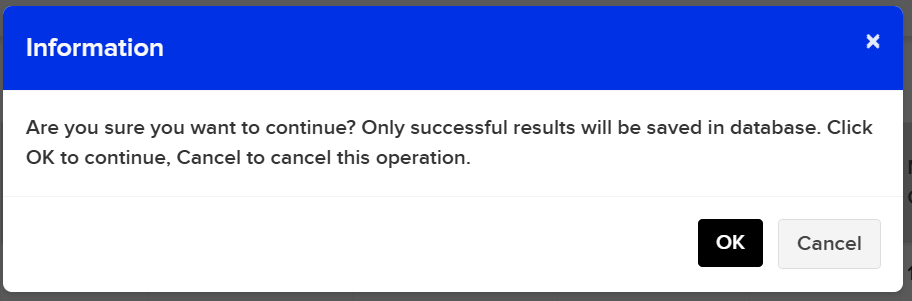 Information
×
Are you sure you want to continue? Only successful results will be saved in database. Click
OK to continue, Cancel to cancel this operation.
OK
Cancel